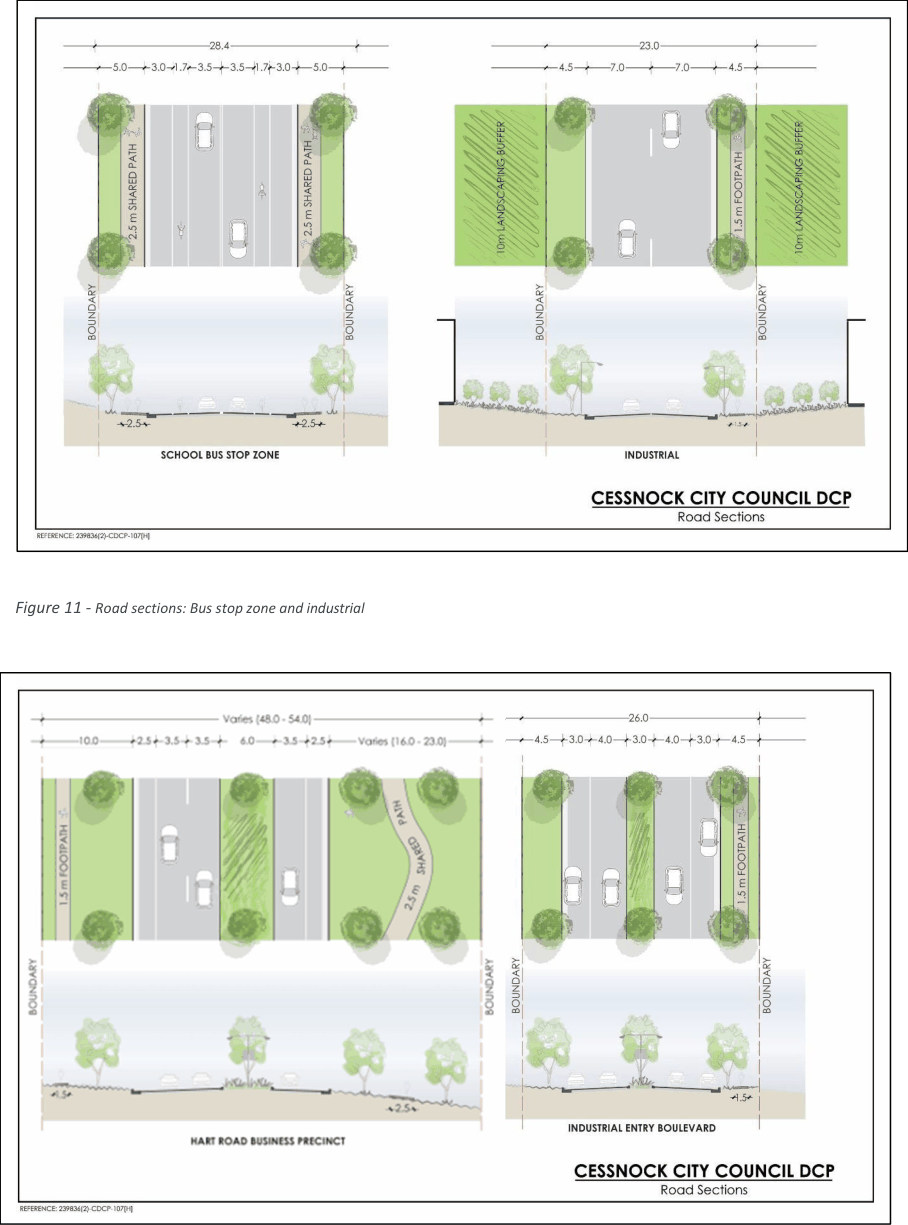 28.4
5.0 3.0 1.7 3.5 3.5 1.7 3.0 5.0
2.5 m SHARED PATH
2.5 m SHARED PATH
BOUNDARY
BOUNDARY
2.5
2.5
SCHOOL BUS STOP ZONE
23.0
4.5 7.0 7.0 4.5
10m LANDSCAPING BUFFER
1.5 m FOOTPATH
10m LANDSCAPING BUFFER
BOUNDARY
BOUNDARY
1.5
INDUSTRIAL
CESSNOCK CITY COUNCIL DCP
Road Sections
REFERENCE: 239836(2)-CDCP-107[H]
Figure 11 - Road sections: Bus stop zone and industrial
Varies (48.0 - 54.0)
10.0 2.5 3.5 3.5 6.0 3.5 2.5 Varies (16.0 - 23.0)
1.5 m FOOTPATH
2.5 m SHARED PATH
BOUNDARY
BOUNDARY
1.5
2.5
HART ROAD BUSINESS PRECINCT
26.0
4.5 3.0 4.0 3.0 4.0 3.0 4.5
1.5 m FOOTPATH
BOUNDARY
BOUNDARY
1.5
INDUSTRIAL ENTRY BOULEVARD
CESSNOCK CITY COUNCIL DCP
Road Sections
REFERENCE: 239836(2)-CDCP-107[H]